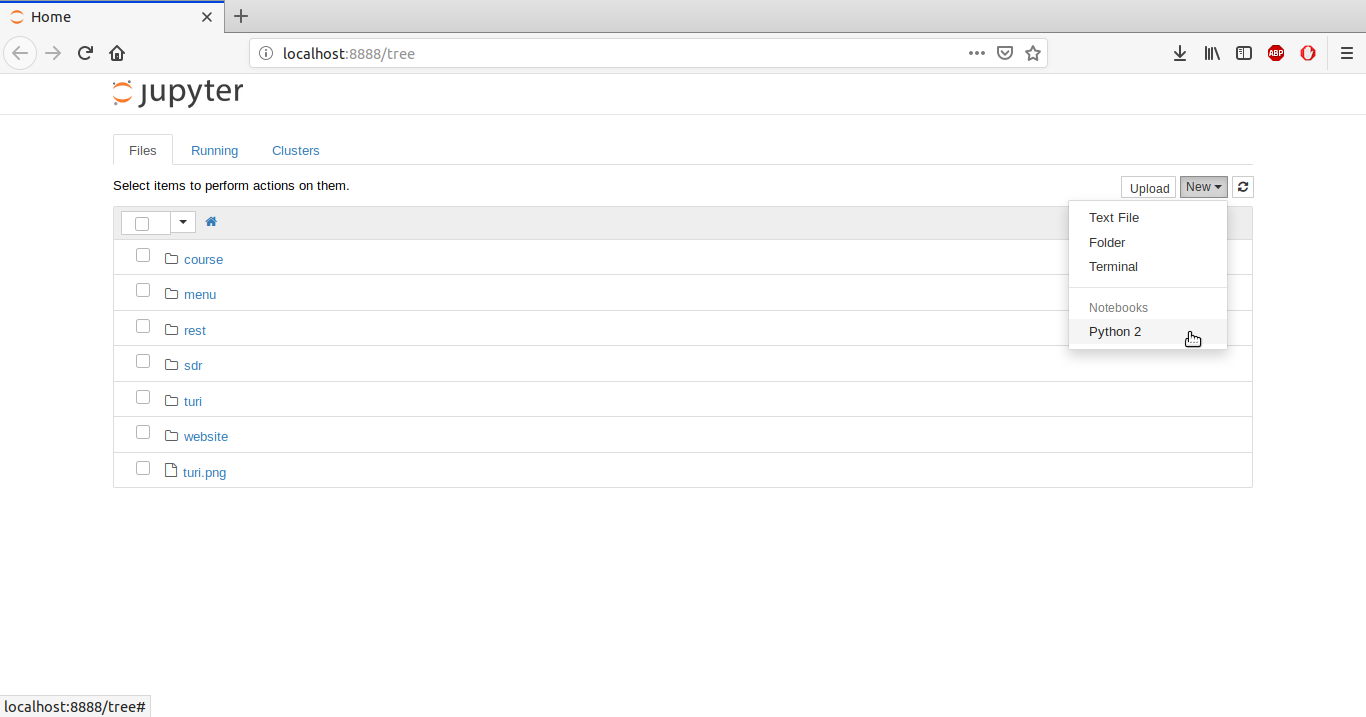 Home
localhost:8888/tree
ABP
jupyter
Files Running Clusters
Select items to perform actions on them.
Upload New
Text File
Folder
Terminal
Notebooks
Python 2
course
menu
rest
sdr
turi
website
turi.png
localhost:8888/tree#